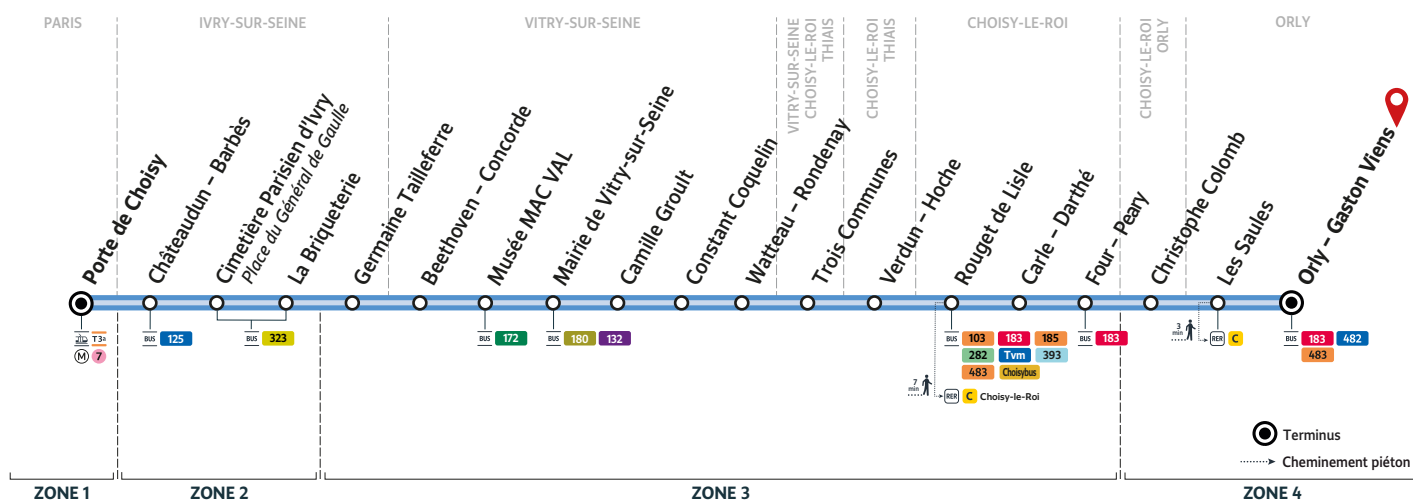 PARIS
IVRY-SUR-SEINE
VITRY-SUR-SEINE
VITRY-SUR-SEINE
CHOISY-LE-ROI
THIAIS
CHOISY-LE-ROI
THIAIS
CHOISY-LE-ROI
CHOISY-LE-ROI
ORLY
ORLY
Porte de Choisy
Châteaudun – Barbès
Cimetière Parisien d'Ivry
Place du Général de Gaulle
La Briqueterie
Germaine Tailleferre
Beethoven – Concorde
Musée MAC VAL
Mairie de Vitry-sur-Seine
Camille Groult
Constant Coquelin
Watteau – Rondenay
Trois Communes
Verdun – Hoche
Rouget de Lisle
Carle – Darthé
Four – Peary
Christophe Colomb
Les Saules
Orly – Gaston Viens
T3a
M 7
BUS 125
BUS 323
BUS 172
BUS 180 132
BUS 103 183 185
282 Tvm 393
483 Choisybus
7 min
RER C Choisy-le-Roi
BUS 183
3 min
RER C
BUS 183 482
483
Terminus
Cheminement piéton
ZONE 1
ZONE 2
ZONE 3
ZONE 4